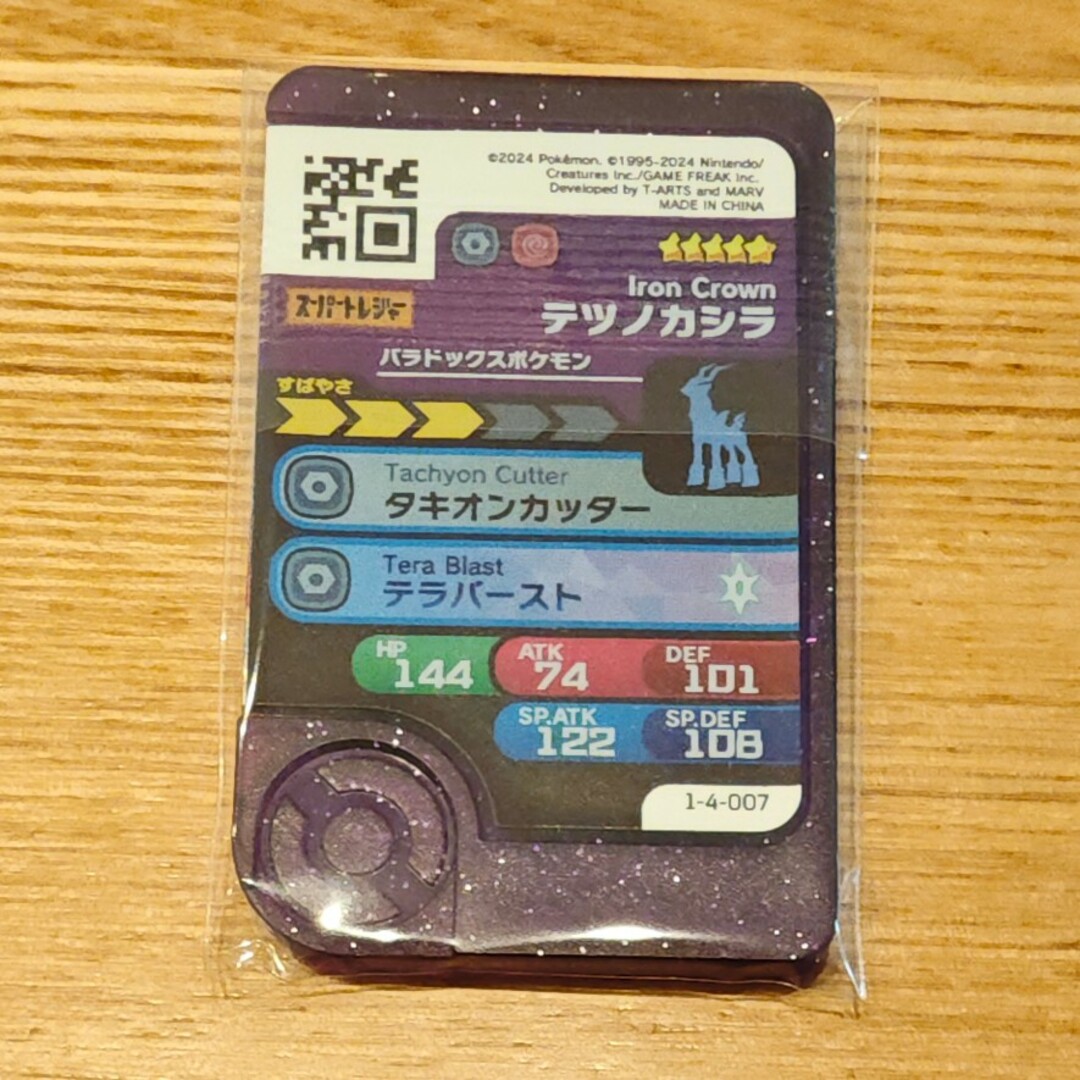 ©2024 Pokémon. ©1995-2024 Nintendo/
Creatures Inc./GAME FREAK inc.
Developed by T-ARTS and MARV
MADE IN CHINA
スーパートレジャー
Iron Crown
テツノカシラ
パラドックスポケモン
すばやさ
Tachyon Cutter
タキオンカッター
Tera Blast
テラバースト
HP 144 ATK 74 DEF 101
SP.ATK 122 SP.DEF 108
1-4-007